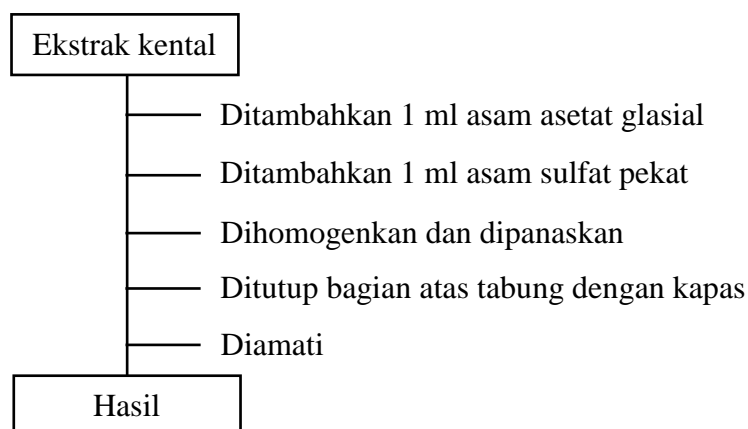 Ekstrak kental
Ditambahkan 1 ml asam asetat glasial
Ditambahkan 1 ml asam sulfat pekat
Dihomogenkan dan dipanaskan
Ditutup bagian atas tabung dengan kapas
Diamati
Hasil